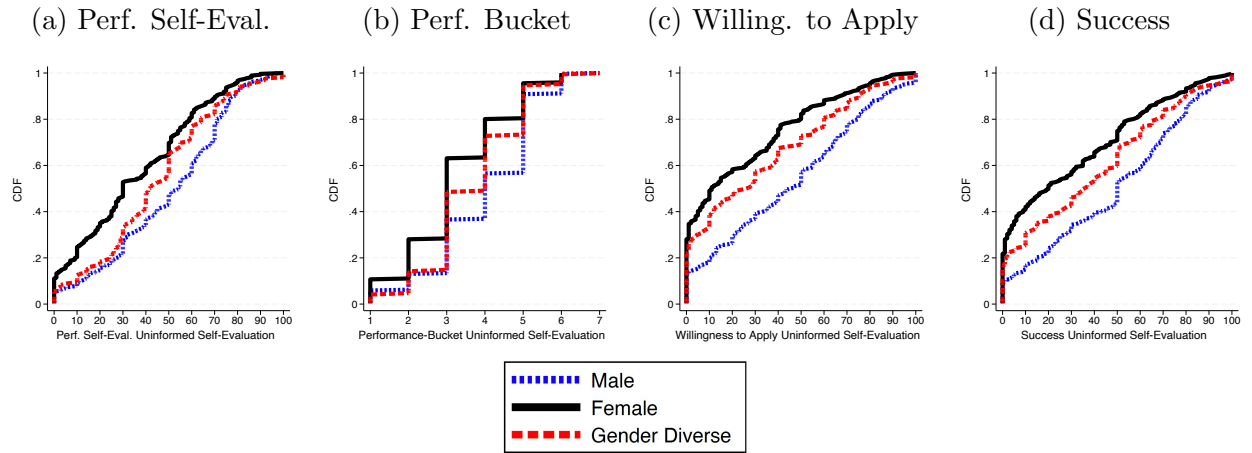 (a) Perf. Self-Eval.
(b) Perf. Bucket
(c) Willing. to Apply
(d) Success
CDF
1
.8
.6
.4
.2
0
0 10 20 30 40 50 60 70 80 90 100
Perf. Self-Eval. Uninformed Self-Evaluation
CDF
1
.8
.6
.4
.2
0
1 2 3 4 5 6 7
Performance-Bucket Uninformed Self-Evaluation
CDF
1
.8
.6
.4
.2
0
0 10 20 30 40 50 60 70 80 90 100
Willingness to Apply Uninformed Self-Evaluation
CDF
1
.8
.6
.4
.2
0
0 10 20 30 40 50 60 70 80 90 100
Success Uninformed Self-Evaluation
Male
Female
Gender Diverse